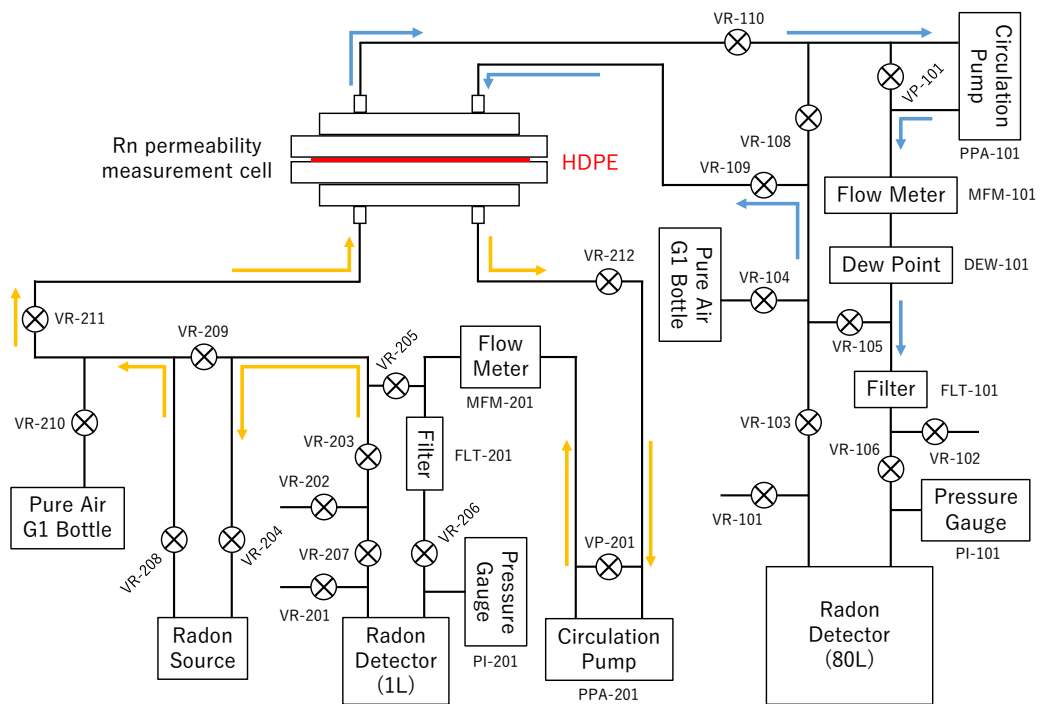 VR-110
Circulation
Pump
PPA-101
VP-101
Rn permeability
measurement cell
HDPE
VR-108
VR-109
Flow Meter
MFM-101
Pure Air
G1 Bottle
VR-104
Dew Point
DEW-101
VR-105
VR-212
VR-211
VR-209
VR-205
Flow
Meter
MFM-201
Filter
FLT-101
VR-210
VR-203
Filter
FLT-201
VR-103
VR-106
VR-102
VR-202
VR-101
Pure Air
G1 Bottle
VR-208
VR-204
VR-207
VR-206
VP-201
Pressure
Gauge
PI-101
VR-201
Pressure
Gauge
PI-201
Radon
Source
Radon
Detector
(1L)
Circulation
Pump
PPA-201
Radon
Detector
(80L)